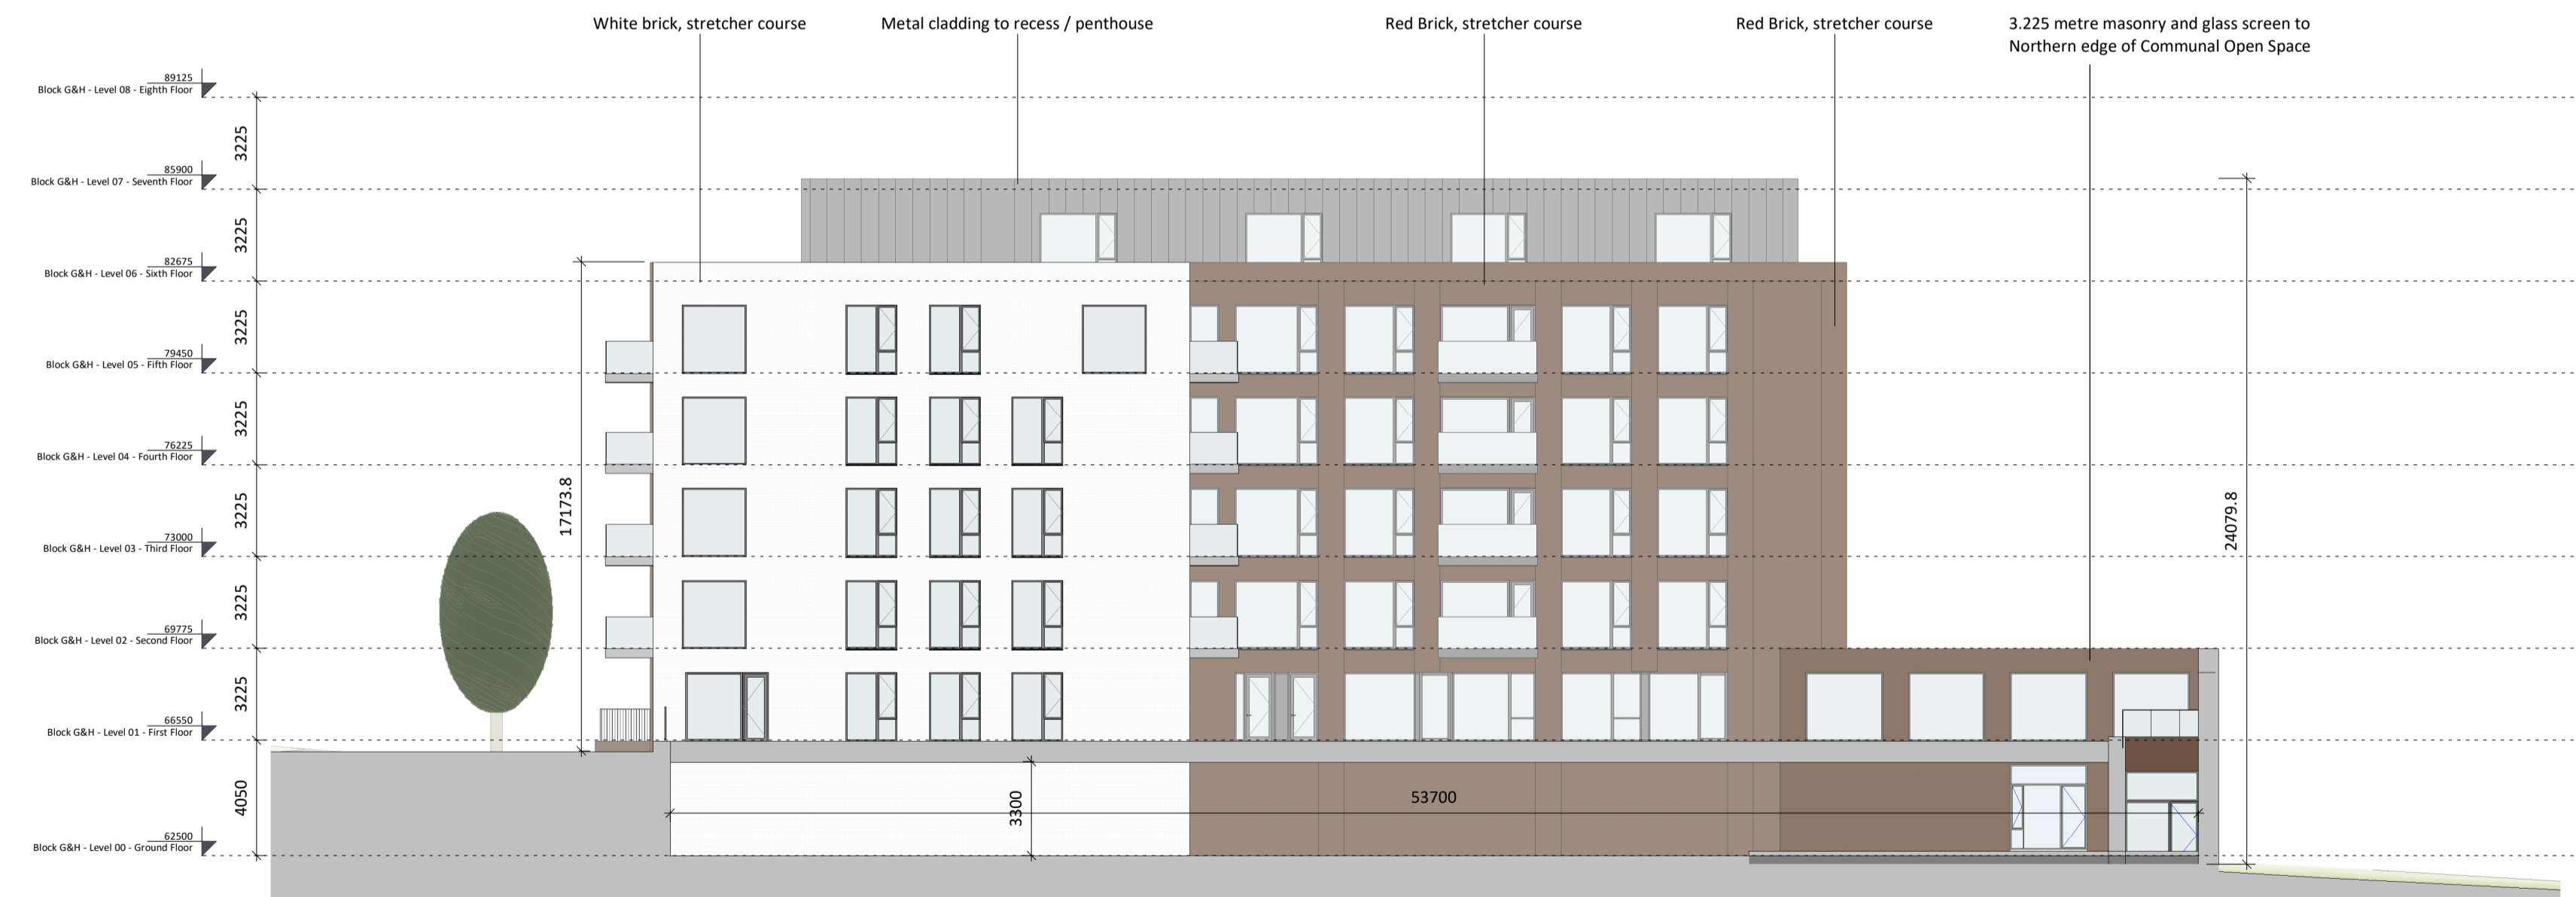 White brick, stretcher course
Metal cladding to recess / penthouse
Red Brick, stretcher course
Red Brick, stretcher course
3.225 metre masonry and glass screen to
Northern edge of Communal Open Space
89125
Block G&H - Level 08 - Eighth Floor
3225
85900
Block G&H - Level 07 - Seventh Floor
3225
82675
Block G&H - Level 06 - Sixth Floor
3225
79450
Block G&H - Level 05 - Fifth Floor
3225
76225
Block G&H - Level 04 - Fourth Floor
3225
73000
Block G&H - Level 03 - Third Floor
3225
69775
Block G&H - Level 02 - Second Floor
3225
66550
Block G&H - Level 01 - First Floor
4050
62500
Block G&H - Level 00 - Ground Floor
17173.8
3300
53700
24079.8